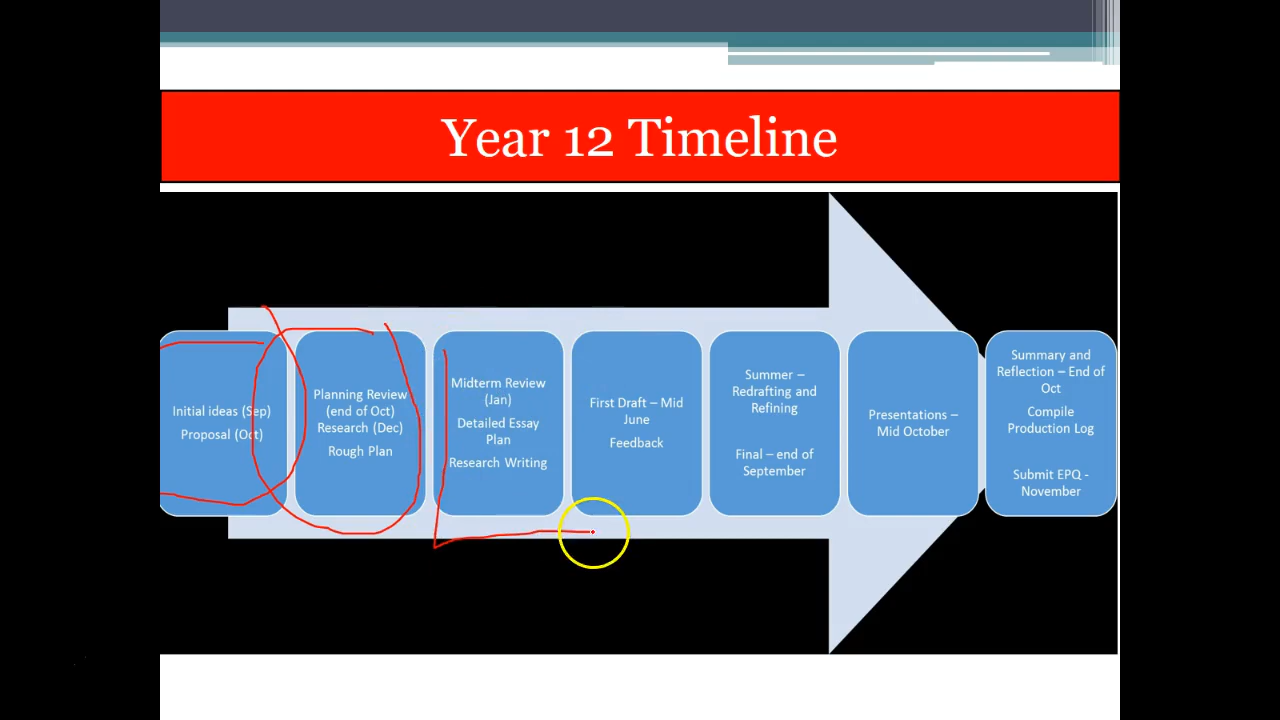 Year 12 Timeline
Initial ideas (Sep)
Proposal (Oct)
Planning Review
(end of Oct)
Research (Dec)
Rough Plan
Midterm Review
(Jan)
Detailed Essay
Plan
Research Writing
First Draft – Mid
June
Feedback
Summer –
Redrafting and
Refining
Final – end of
September
Presentations –
Mid October
Summary and
Reflection – End of
Oct
Compile
Production Log
Submit EPQ -
November